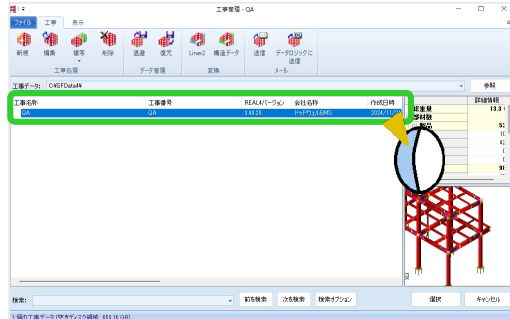 工事管理 - QA
ファイル 工事 表示
新規 編集 複写 削除 退避 復元 Liner2 構造データ 送信 データロジックに送信
工事処理 データ管理 変換 メール
工事データ: C:¥SFData4¥ 参照
工事名称 工事番号 REAL4バージョン 会社名称 作成日時 詳細情報
QA QA ドッドウェルBMS 2024/11/2
総重量 13.3
部材数
製品
検索: 前を検索 次を検索 検索オプション 選択 キャンセル